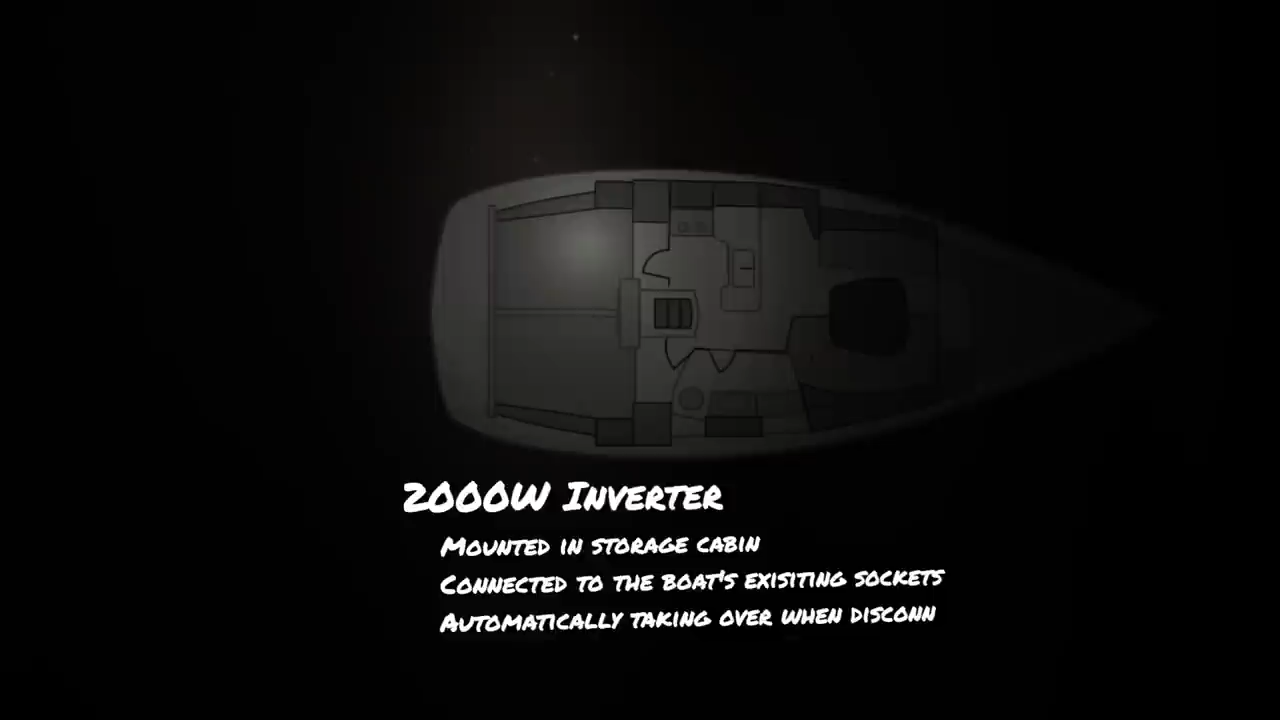 2000W Inverter
Mounted in storage cabin
Connected to the boat's exisiting sockets
Automatically taking over when disconn